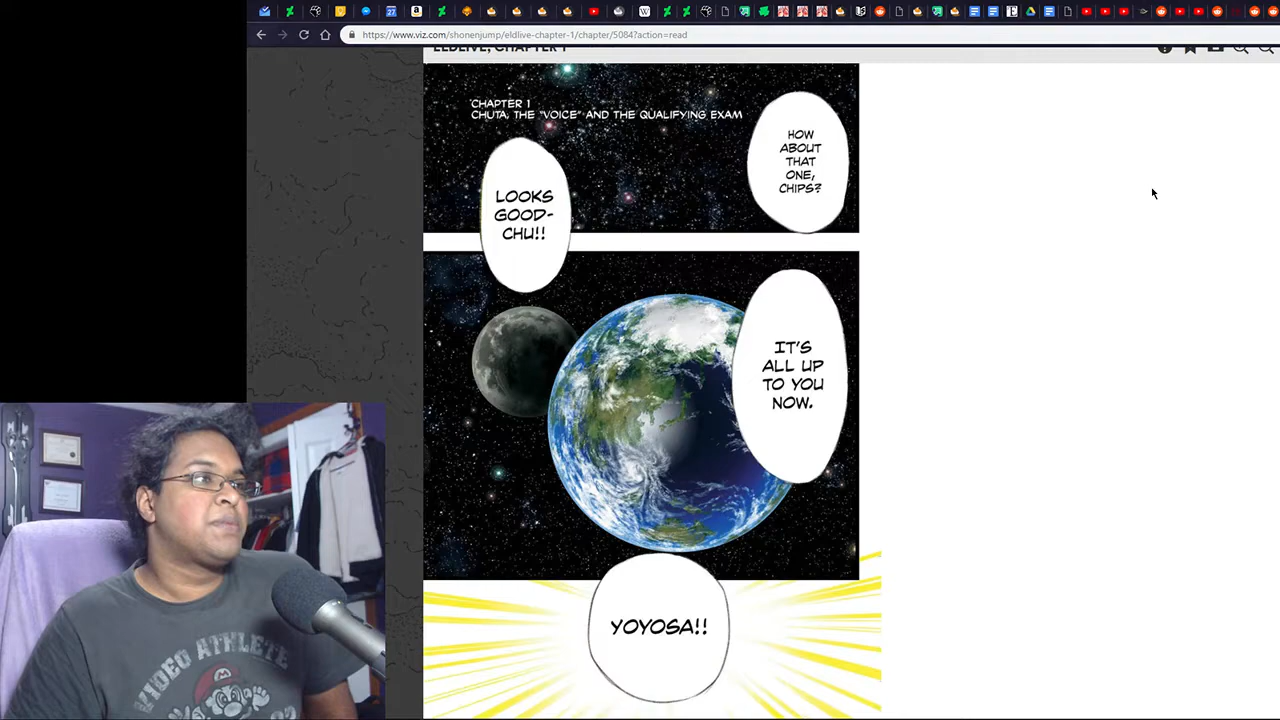 https://www.viz.com/shonenjump/eldlive-chapter-1/chapter/5084?action=read
ELDLIVE, CHAPTER 1
CHAPTER 1
CHUTA, THE "VOICE" AND THE QUALIFYING EXAM
HOW
ABOUT
THAT
ONE,
CHIPS?
LOOKS
GOOD-
CHU!!
IT'S
ALL UP
TO YOU
NOW.
YOYOSA!!
VIDEO ATHLETE